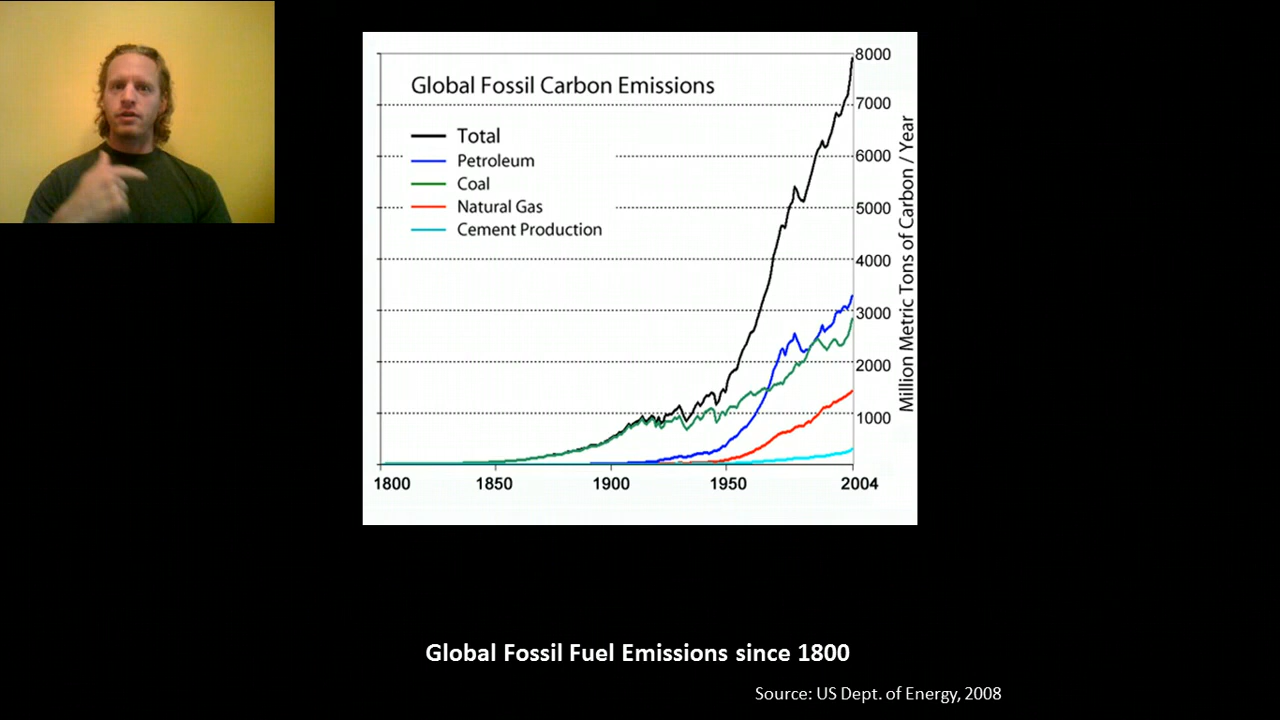 Global Fossil Carbon Emissions
Total
Petroleum
Coal
Natural Gas
Cement Production
8000
7000
6000
5000
4000
3000
2000
1000
Million Metric Tons of Carbon / Year
1800
1850
1900
1950
2004
Global Fossil Fuel Emissions since 1800
Source: US Dept. of Energy, 2008